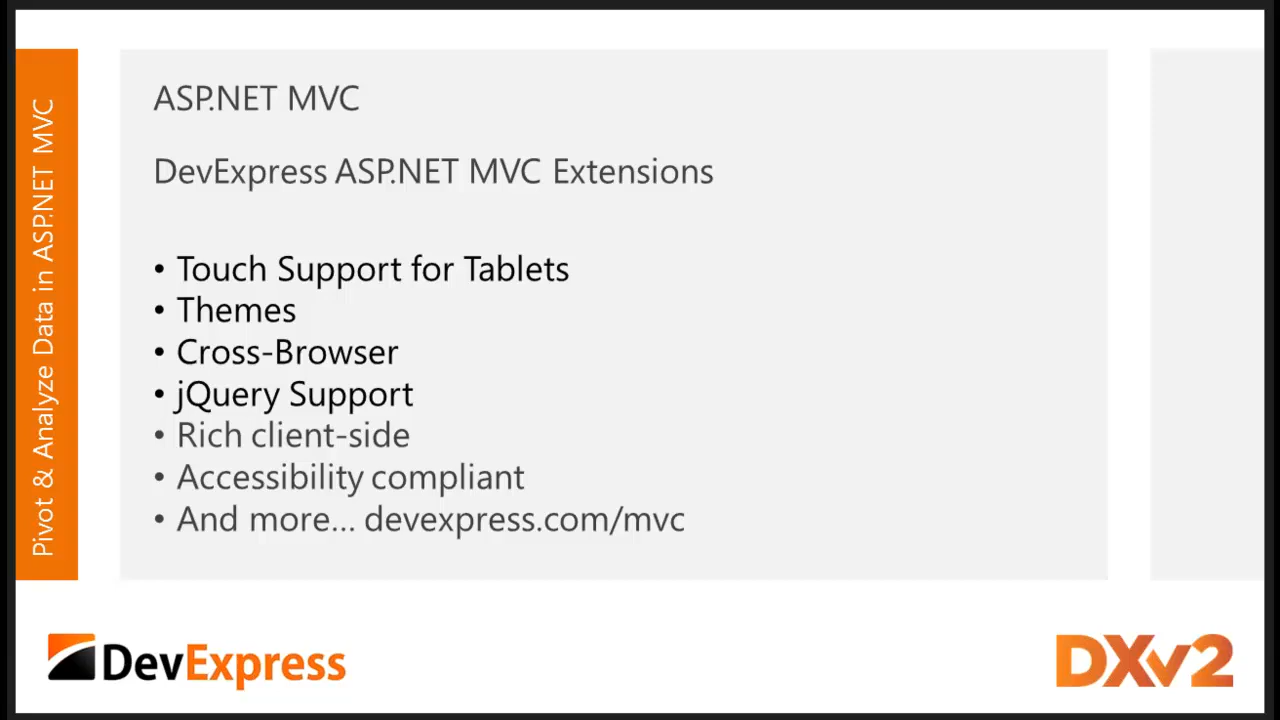 Pivot & Analyze Data in ASP.NET MVC
ASP.NET MVC
DevExpress ASP.NET MVC Extensions
• Touch Support for Tablets
• Themes
• Cross-Browser
• jQuery Support
• Rich client-side
• Accessibility compliant
• And more... devexpress.com/mvc
DevExpress
DXv2